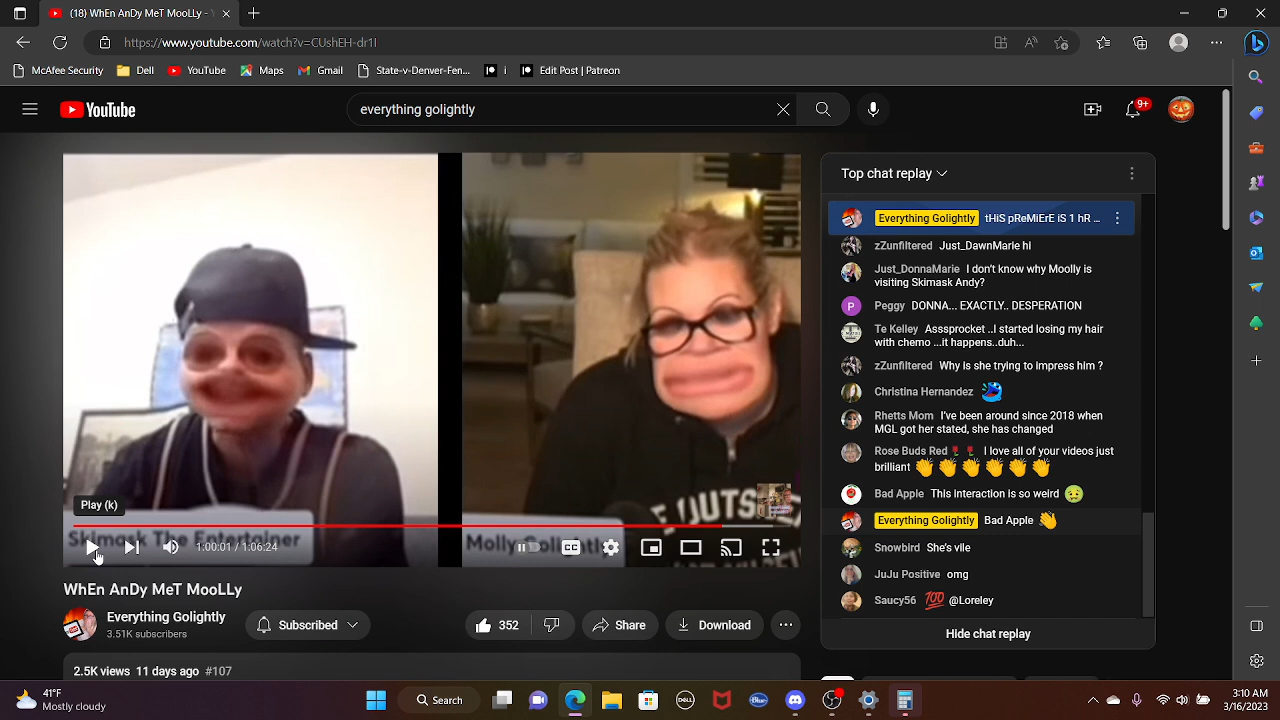 (18) WhEn AnDy MeT MooLLy -
https://www.youtube.com/watch?v=CUshEH-dr1I
McAfee Security
Dell
YouTube
Maps
Gmail
State-v-Denver-Fen...
i
Edit Post | Patreon
YouTube
everything golightly
9+
Top chat replay
Everything Golightly tHiS pReMiErE iS 1 hR ...
zZunfiltered Just_DawnMarie hi
Just_DonnaMarie I don't know why Moolly is
visiting Skimask Andy?
Peggy DONNA... EXACTLY.. DESPERATION
Te Kelley Asssprocket ..I started losing my hair
with chemo ...it happens..duh...
zZunfiltered Why is she trying to impress him ?
Christina Hernandez
Rhetts Mom I've been around since 2018 when
MGL got her stated, she has changed
Rose Buds Red🌹🌹 I love all of your videos just
brilliant 👏👏👏👏👏👏
Bad Apple This interaction is so weird 🤢
Everything Golightly Bad Apple 👋
Snowbird She's vile
JuJu Positive omg
Saucy56 💯 @Loreley
Hide chat replay
Play (k)
Skimask The Entertainer
Molly Golightly
OUTS
1:00:01 / 1:06:24
CC
WhEn AnDy MeT MooLLy
Everything Golightly
3.51K subscribers
Subscribed
352
Share
Download
2.5K views 11 days ago #107
41°F
Mostly cloudy
Search
DELL
3:10 AM
3/16/2023